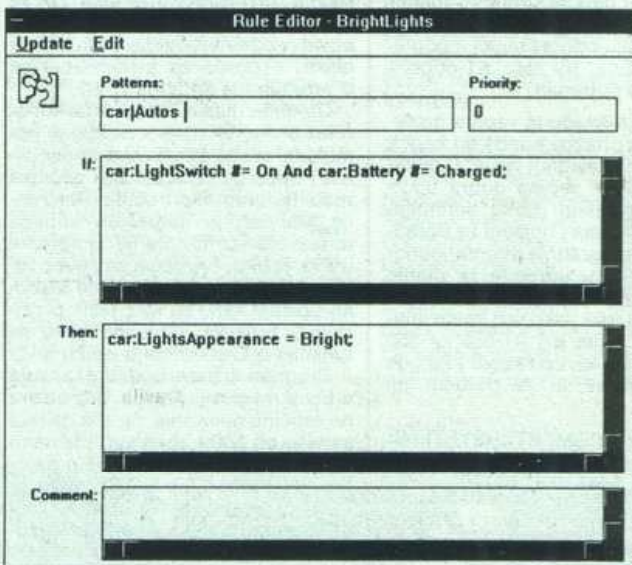 Rule Editor - BrightLights
Update Edit
Patterns: Priority:
car|Autos | 0
If: car:LightSwitch #= On And car:Battery #= Charged;
Then: car:LightsAppearance = Bright;
Comment: